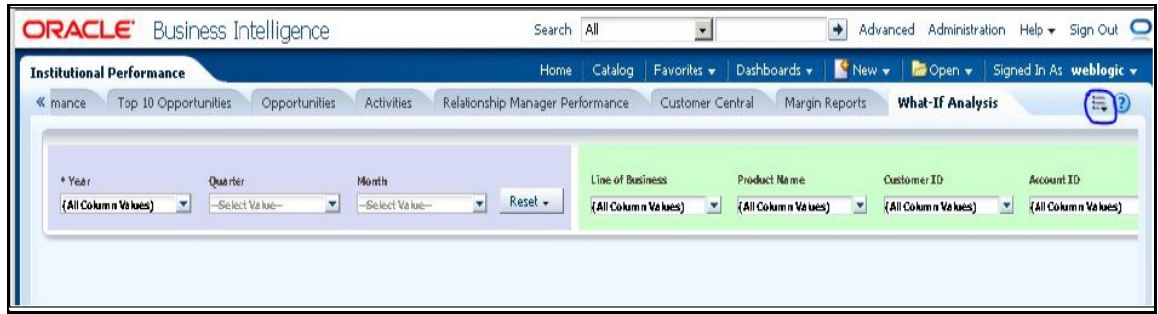 ORACLE Business Intelligence Search All Advanced Administration Help Sign Out
Institutional Performance Home Catalog Favorites Dashboards New Open Signed In As weblogic
« mance Top 10 Opportunities Opportunities Activities Relationship Manager Performance Customer Central Margin Reports What-If Analysis ?
* Year Quarter Month Line of Business Product Name Customer ID Account ID
(All Column Values) --Select Value-- --Select Value-- Reset (All Column Values) (All Column Values) (All Column Values) (All Column Values)